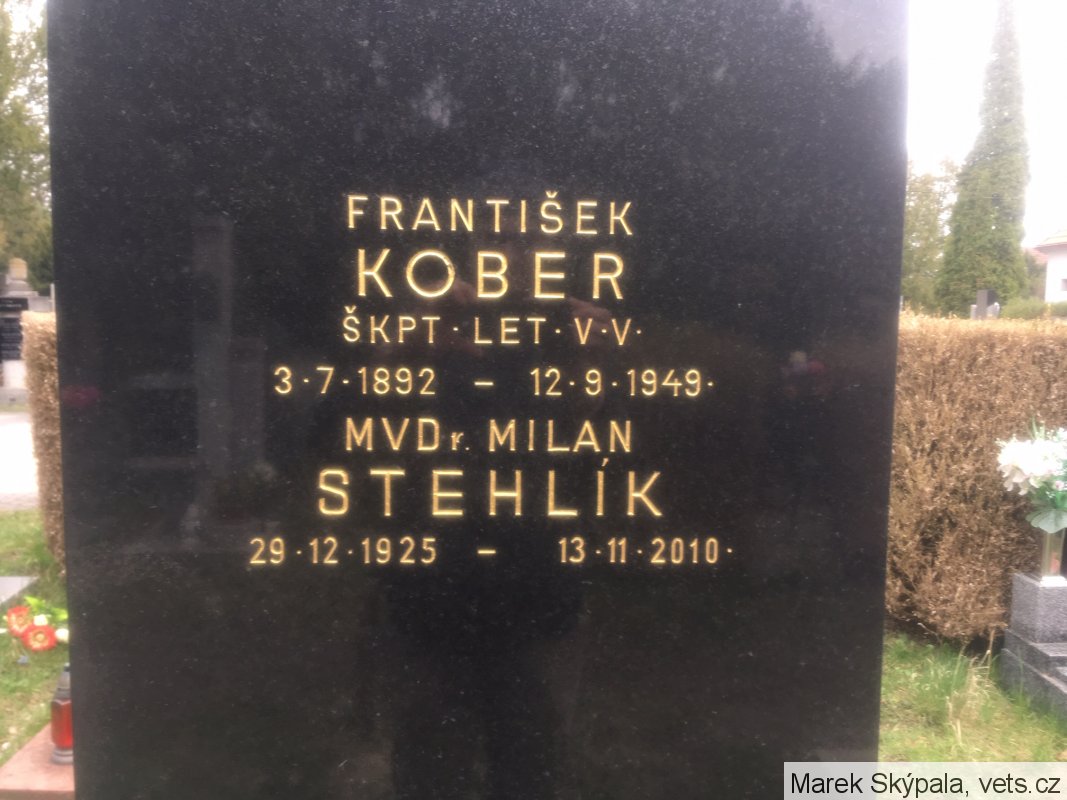 FRANTIŠEK
KOBER
ŠKPT·LET·V·V·
3·7·1892 – 12·9·1949·
MVDr. MILAN
STEHLÍK
29·12·1925 – 13·11·2010·
Marek Skýpala, vets.cz